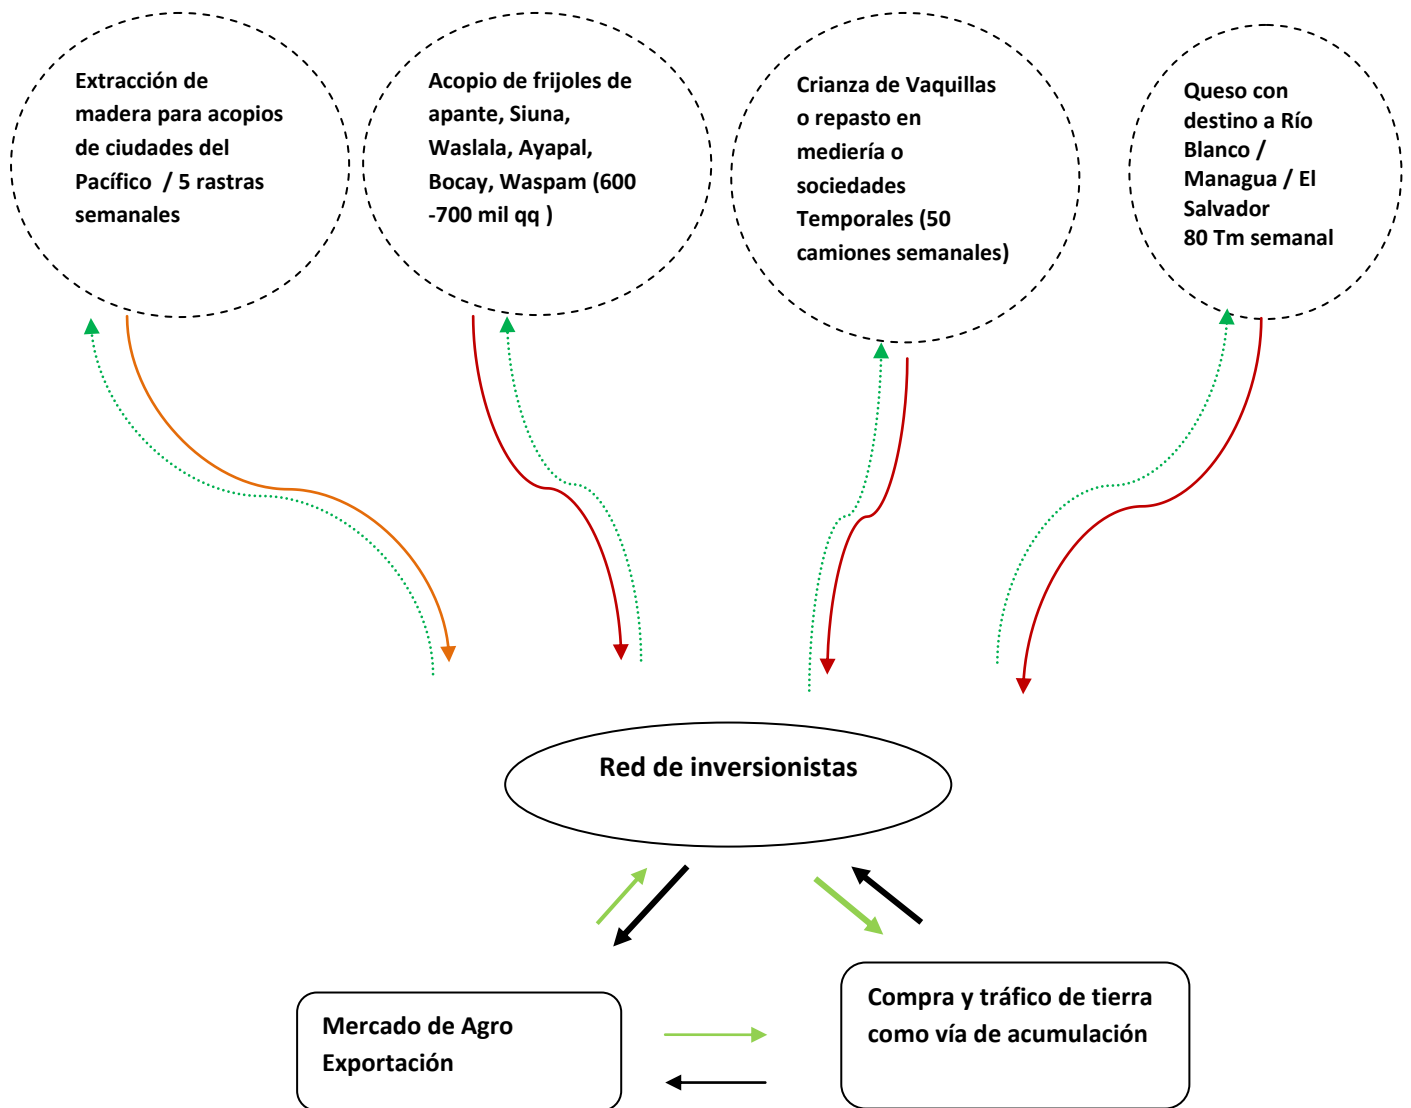 Extracción de
madera para acopios
de ciudades del
Pacífico / 5 rastras
semanales
Acopio de frijoles de
apante, Siuna,
Waslala, Ayapal,
Bocay, Waspam (600
-700 mil qq )
Crianza de Vaquillas
o repasto en
mediería o
sociedades
Temporales (50
camiones semanales)
Queso con
destino a Río
Blanco /
Managua / El
Salvador
80 Tm semanal
Red de inversionistas
Mercado de Agro
Exportación
Compra y tráfico de tierra
como vía de acumulación